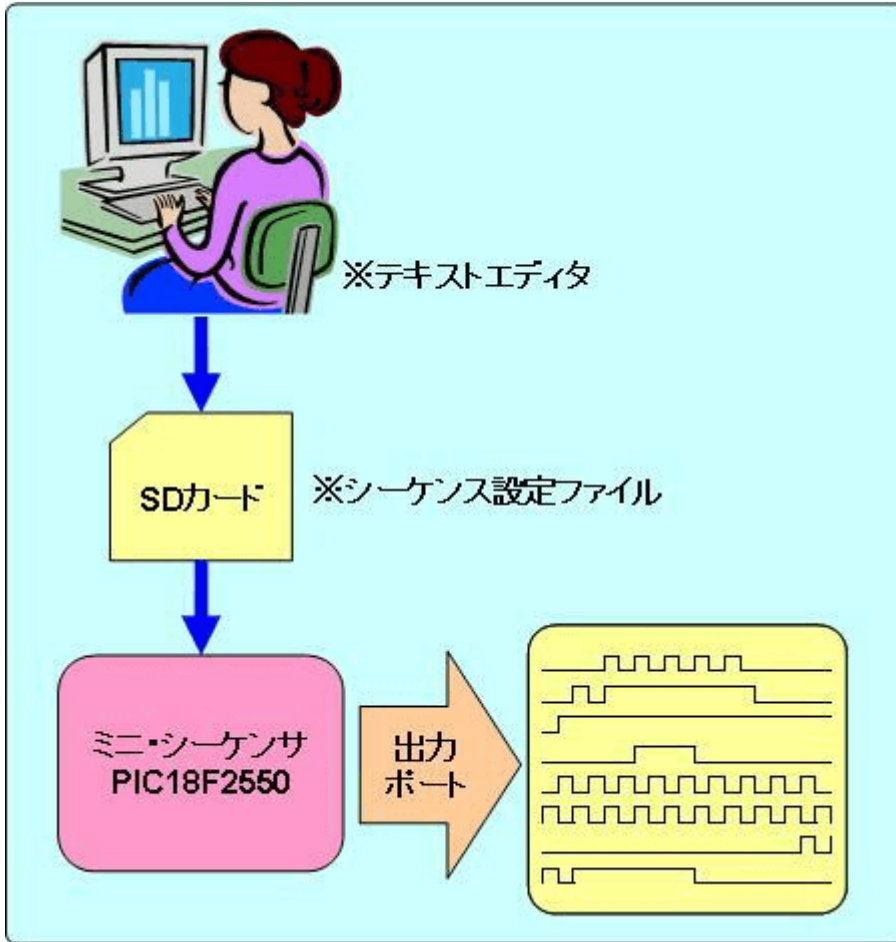 ※テキストエディタ
SDカード
※シーケンス設定ファイル
ミニ・シーケンサ
PIC18F2550
出力
ポート